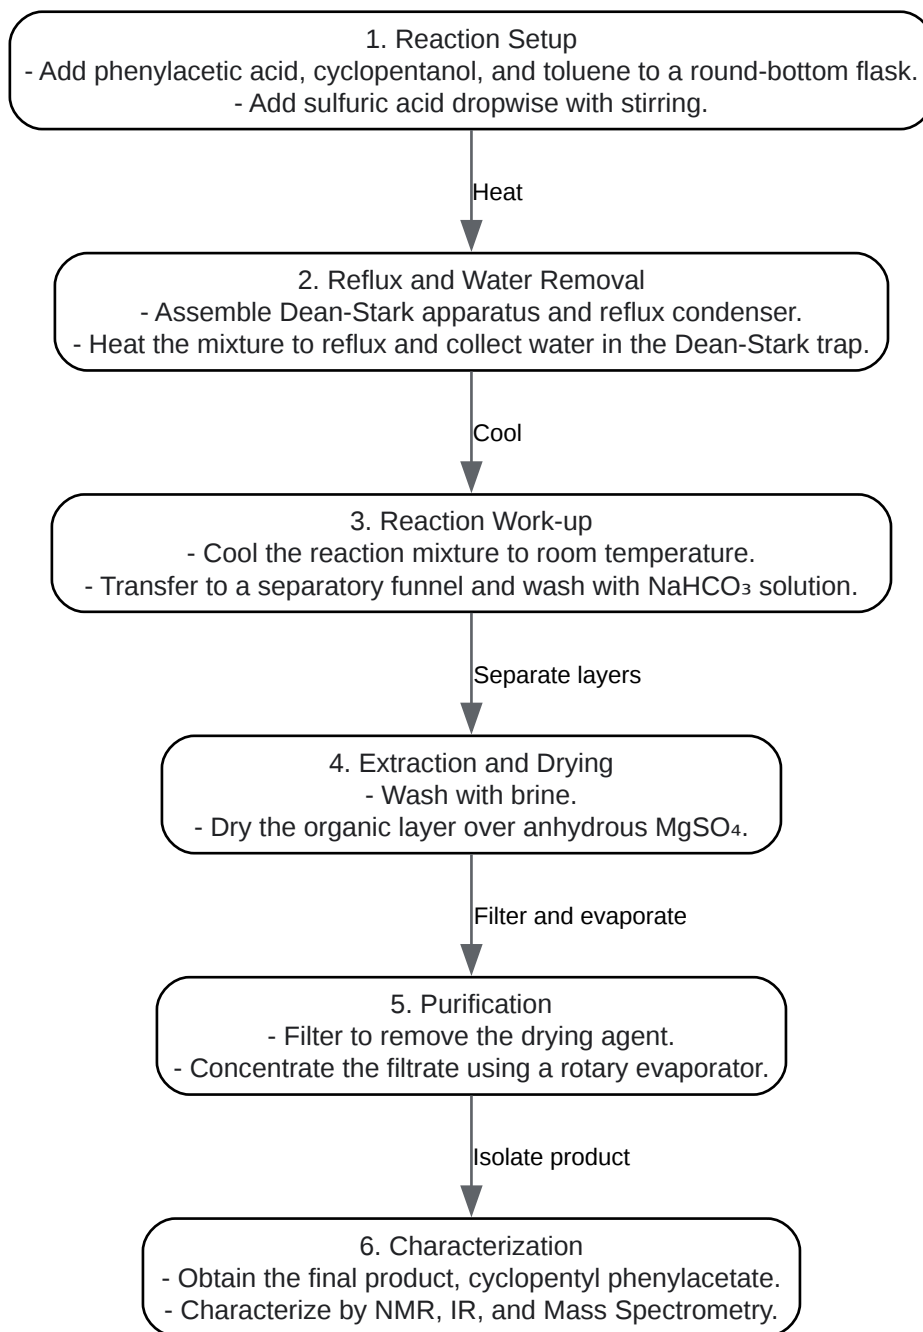 1. Reaction Setup
- Add phenylacetic acid, cyclopentanol, and toluene to a round-bottom flask.
- Add sulfuric acid dropwise with stirring.
Heat
2. Reflux and Water Removal
- Assemble Dean-Stark apparatus and reflux condenser.
- Heat the mixture to reflux and collect water in the Dean-Stark trap.
Cool
3. Reaction Work-up
- Cool the reaction mixture to room temperature.
- Transfer to a separatory funnel and wash with NaHCO₃ solution.
Separate layers
4. Extraction and Drying
- Wash with brine.
- Dry the organic layer over anhydrous MgSO₄.
Filter and evaporate
5. Purification
- Filter to remove the drying agent.
- Concentrate the filtrate using a rotary evaporator.
Isolate product
6. Characterization
- Obtain the final product, cyclopentyl phenylacetate.
- Characterize by NMR, IR, and Mass Spectrometry.